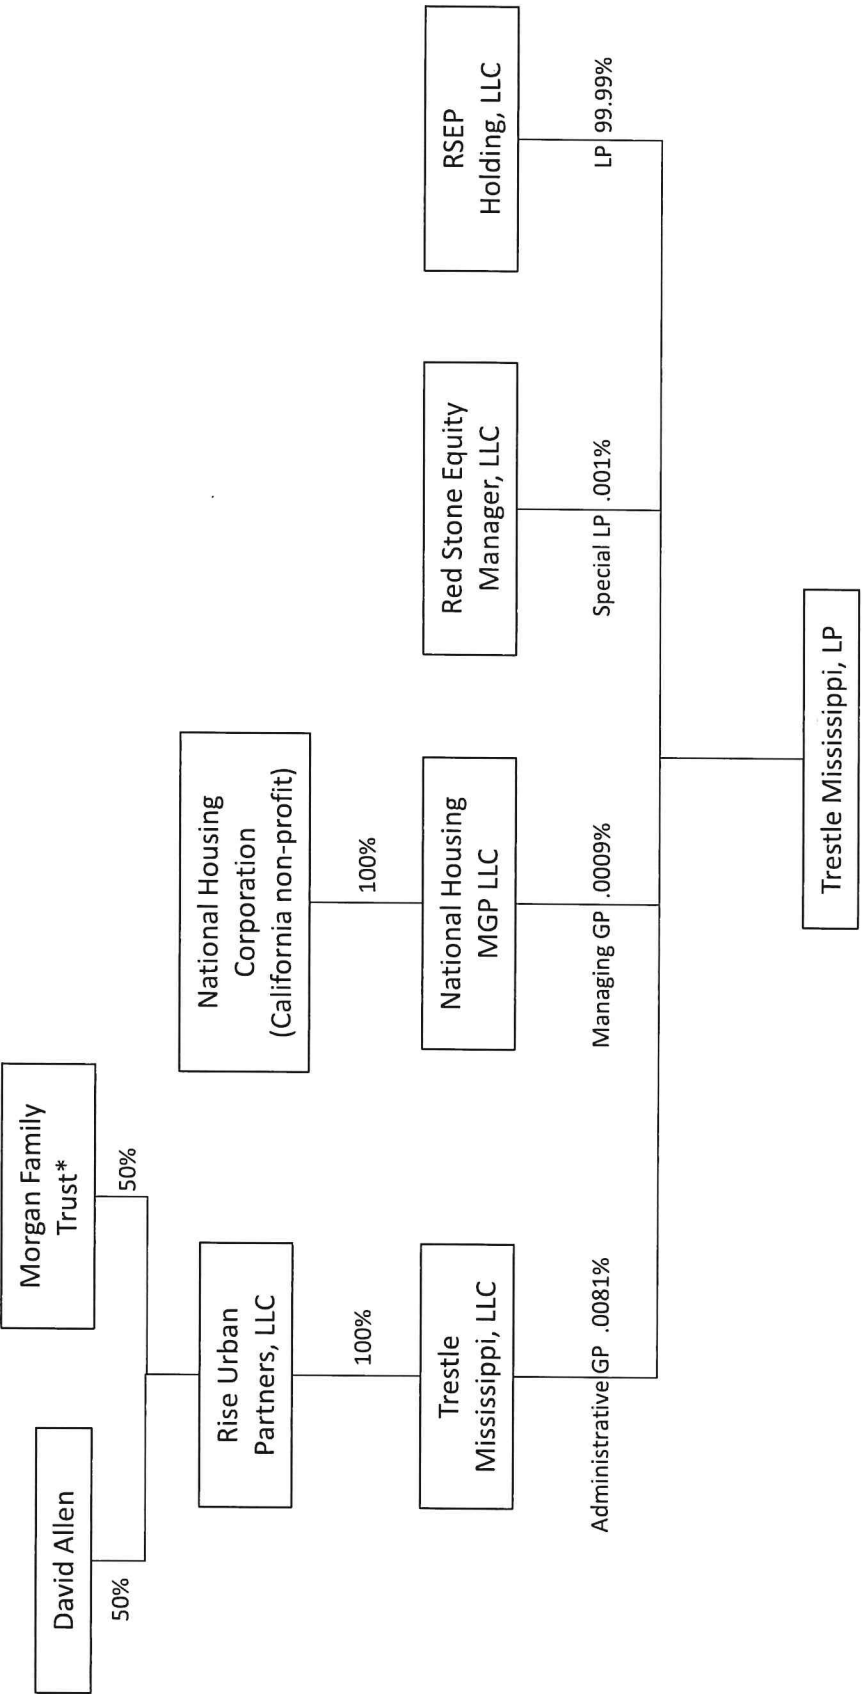 David Allen
50%
Morgan Family
Trust*
50%
Rise Urban
Partners, LLC
100%
National Housing
Corporation
(California non-profit)
100%
Trestle
Mississippi, LLC
National Housing
MGP LLC
Red Stone Equity
Manager, LLC
RSEP
Holding, LLC
Administrative GP .0081%
Managing GP .0009%
Special LP .001%
LP 99.99%
Trestle Mississippi, LP